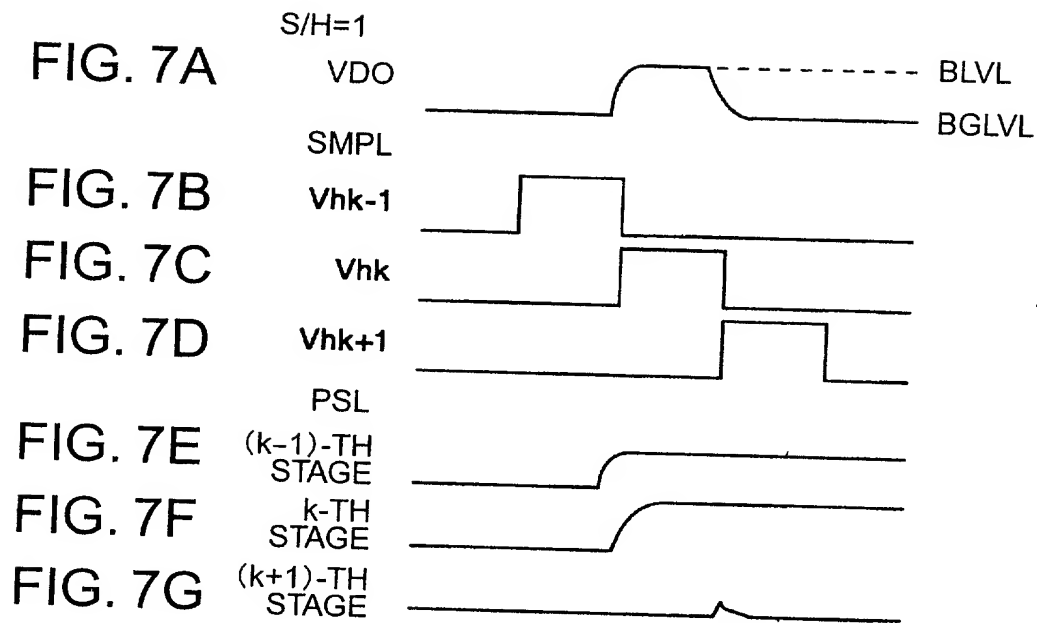 S/H=1
FIG. 7A VDO BLVL
BGLVL
SMPL
FIG. 7B Vhk-1
FIG. 7C Vhk
FIG. 7D Vhk+1
PSL
FIG. 7E (k-1)-TH STAGE
FIG. 7F k-TH STAGE
FIG. 7G (k+1)-TH STAGE